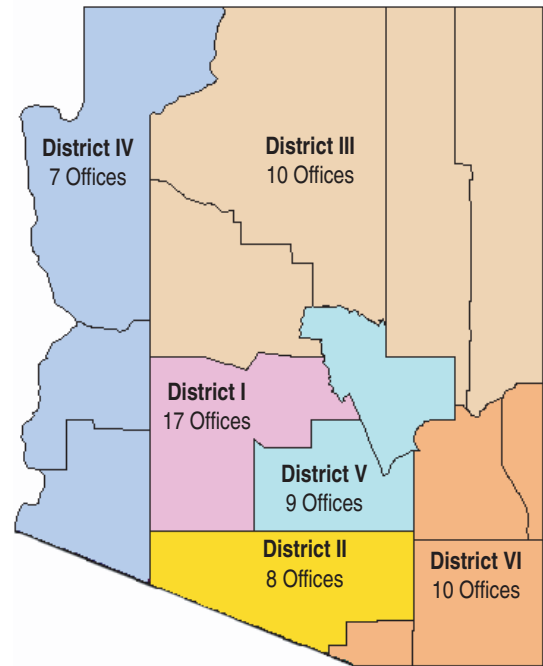 District IV
7 Offices
District III
10 Offices
District I
17 Offices
District V
9 Offices
District II
8 Offices
District VI
10 Offices